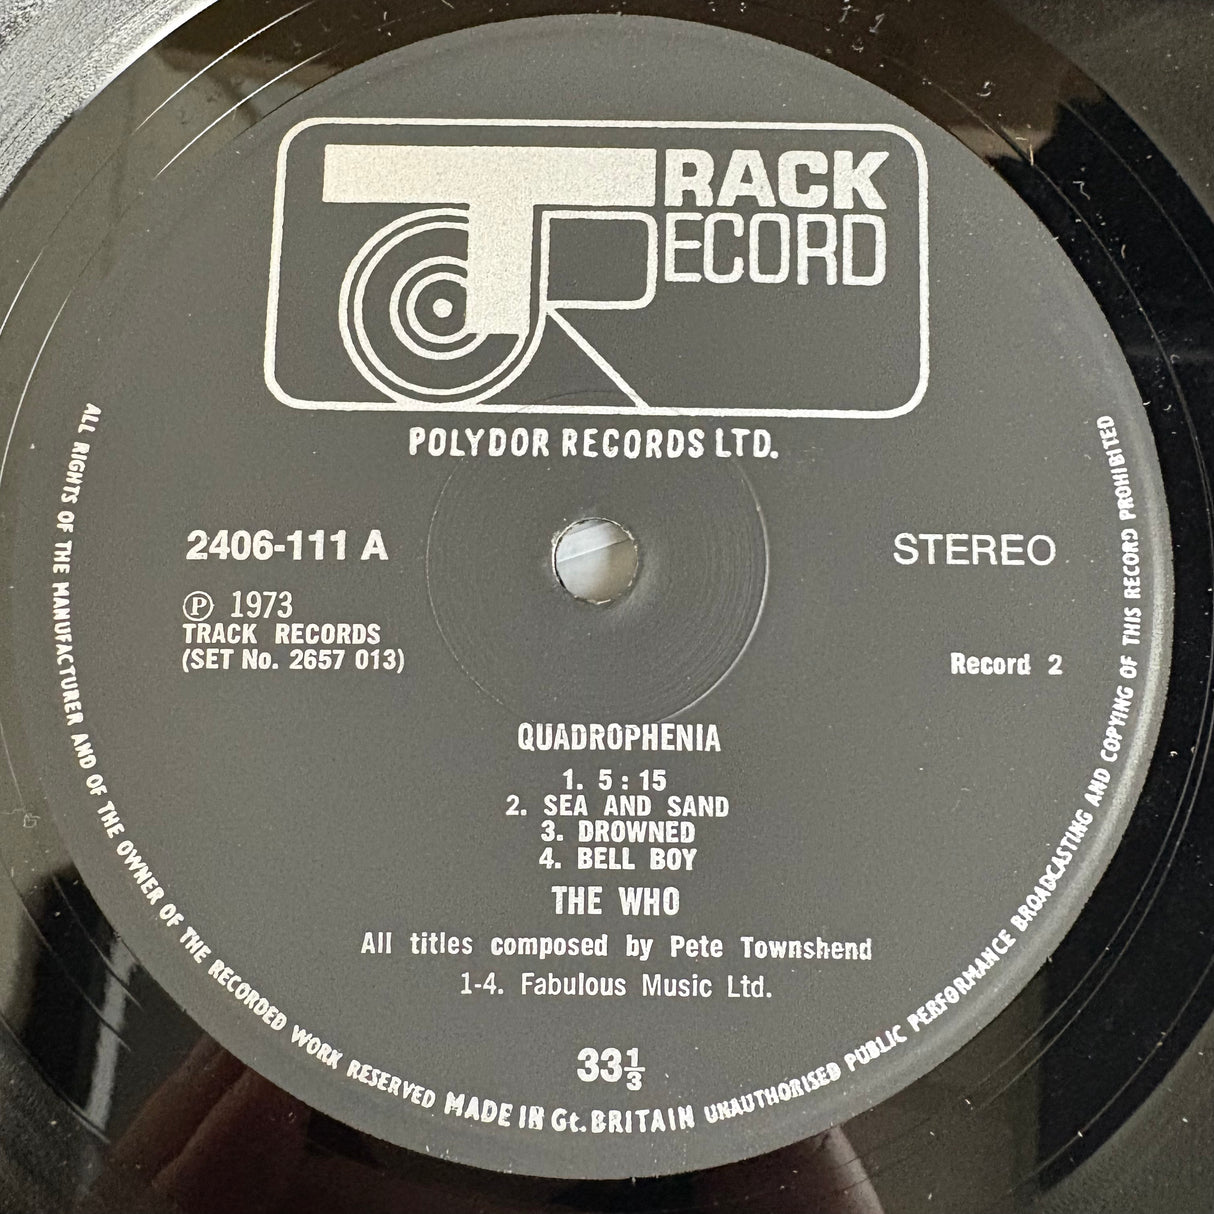 TRACK
RECORD
POLYDOR RECORDS LTD.
2406-111 A
STEREO
℗ 1973
TRACK RECORDS
(SET No. 2657 013)
Record 2
QUADROPHENIA
1. 5 : 15
2. SEA AND SAND
3. DROWNED
4. BELL BOY
THE WHO
All titles composed by Pete Townshend
1-4. Fabulous Music Ltd.
33⅓
ALL RIGHTS OF THE MANUFACTURER AND OF THE OWNER OF THE RECORDED WORK RESERVED MADE IN Gt. BRITAIN UNAUTHORISED PUBLIC PERFORMANCE BROADCASTING AND COPYING OF THIS RECORD PROHIBITED